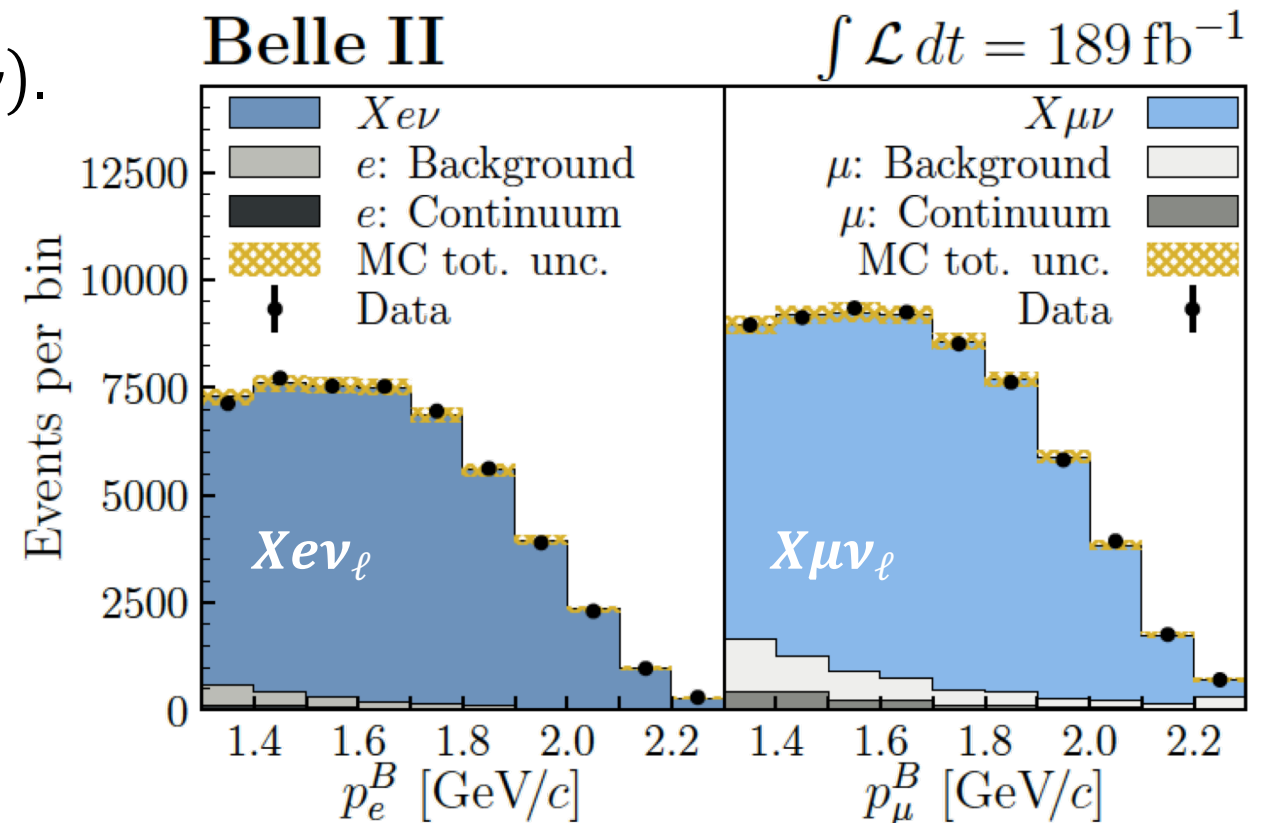 ).
Belle II
∫ ℒ dt = 189 fb⁻¹
Xeν
e: Background
e: Continuum
MC tot. unc.
Data
Xμν
μ: Background
μ: Continuum
MC tot. unc.
Data
Events per bin
12500
10000
7500
5000
2500
0
Xeνℓ
Xμνℓ
1.4 1.6 1.8 2.0 2.2
1.4 1.6 1.8 2.0 2.2
p_e^B [GeV/c]
p_μ^B [GeV/c]